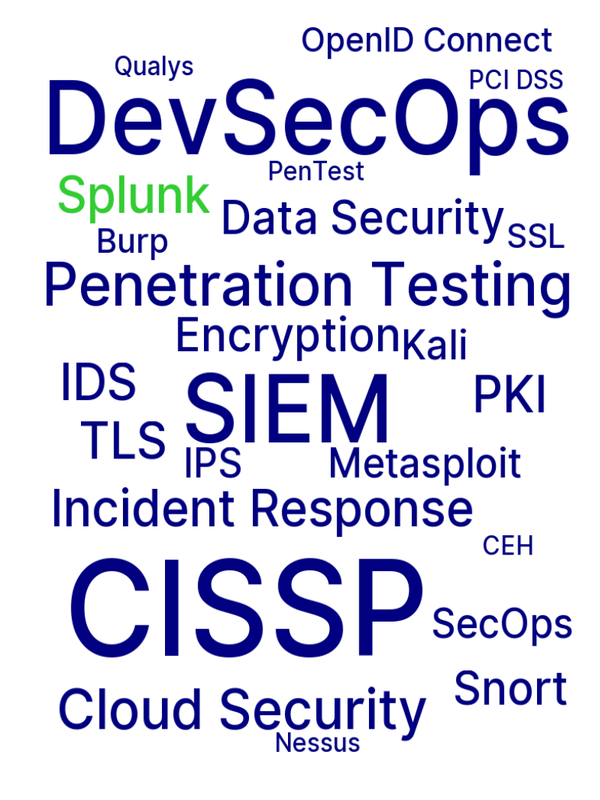 OpenID Connect
Qualys
PCI DSS
DevSecOps
PenTest
Splunk
Data Security
SSL
Burp
Penetration Testing
Encryption
Kali
IDS
SIEM
PKI
TLS
IPS
Metasploit
Incident Response
CEH
CISSP
SecOps
Snort
Cloud Security
Nessus